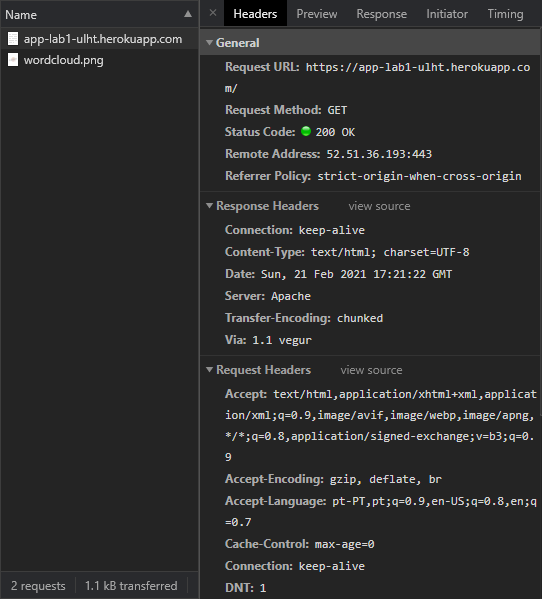 Name
app-lab1-ulht.herokuapp.com
wordcloud.png
2 requests 1.1 kB transferred
× Headers Preview Response Initiator Timing
General
Request URL: https://app-lab1-ulht.herokuapp.co
m/
Request Method: GET
Status Code: 200 OK
Remote Address: 52.51.36.193:443
Referrer Policy: strict-origin-when-cross-origin
Response Headers view source
Connection: keep-alive
Content-Type: text/html; charset=UTF-8
Date: Sun, 21 Feb 2021 17:21:22 GMT
Server: Apache
Transfer-Encoding: chunked
Via: 1.1 vegur
Request Headers view source
Accept: text/html,application/xhtml+xml,applicat
ion/xml;q=0.9,image/avif,image/webp,image/apng,
*/*;q=0.8,application/signed-exchange;v=b3;q=0.
9
Accept-Encoding: gzip, deflate, br
Accept-Language: pt-PT,pt;q=0.9,en-US;q=0.8,en;q
=0.7
Cache-Control: max-age=0
Connection: keep-alive
DNT: 1